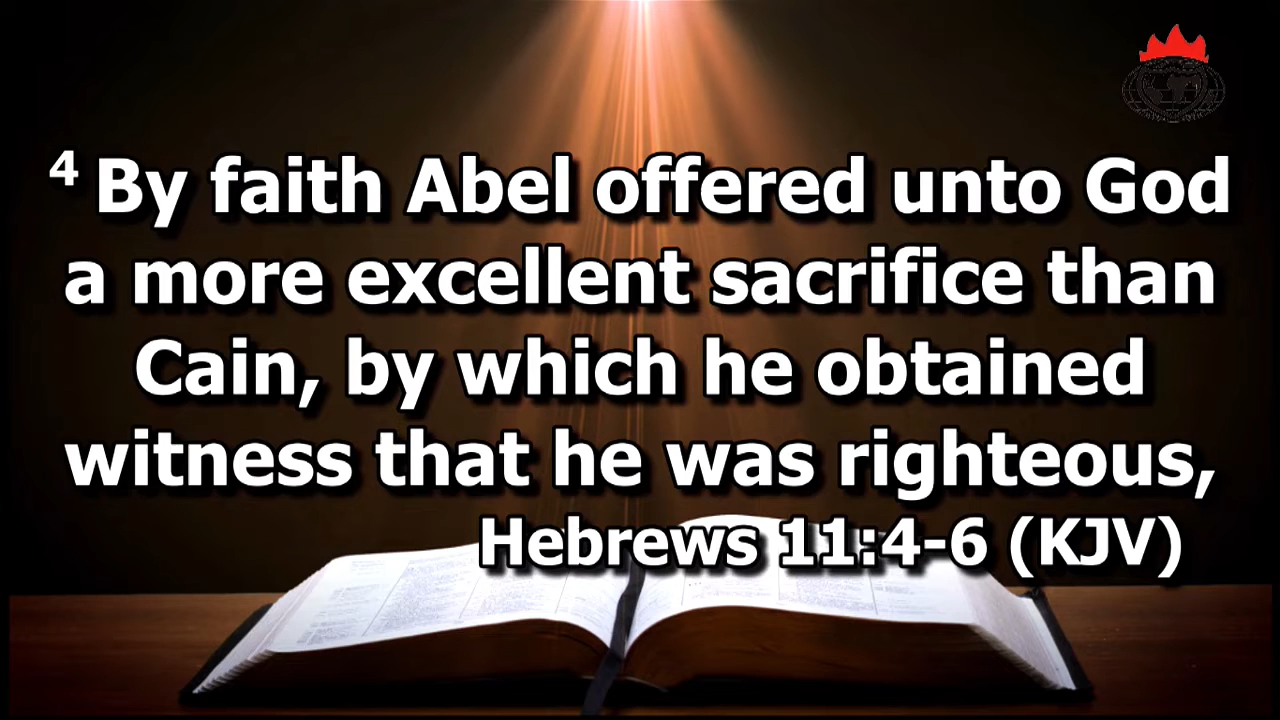 4 By faith Abel offered unto God
a more excellent sacrifice than
Cain, by which he obtained
witness that he was righteous,
Hebrews 11:4-6 (KJV)